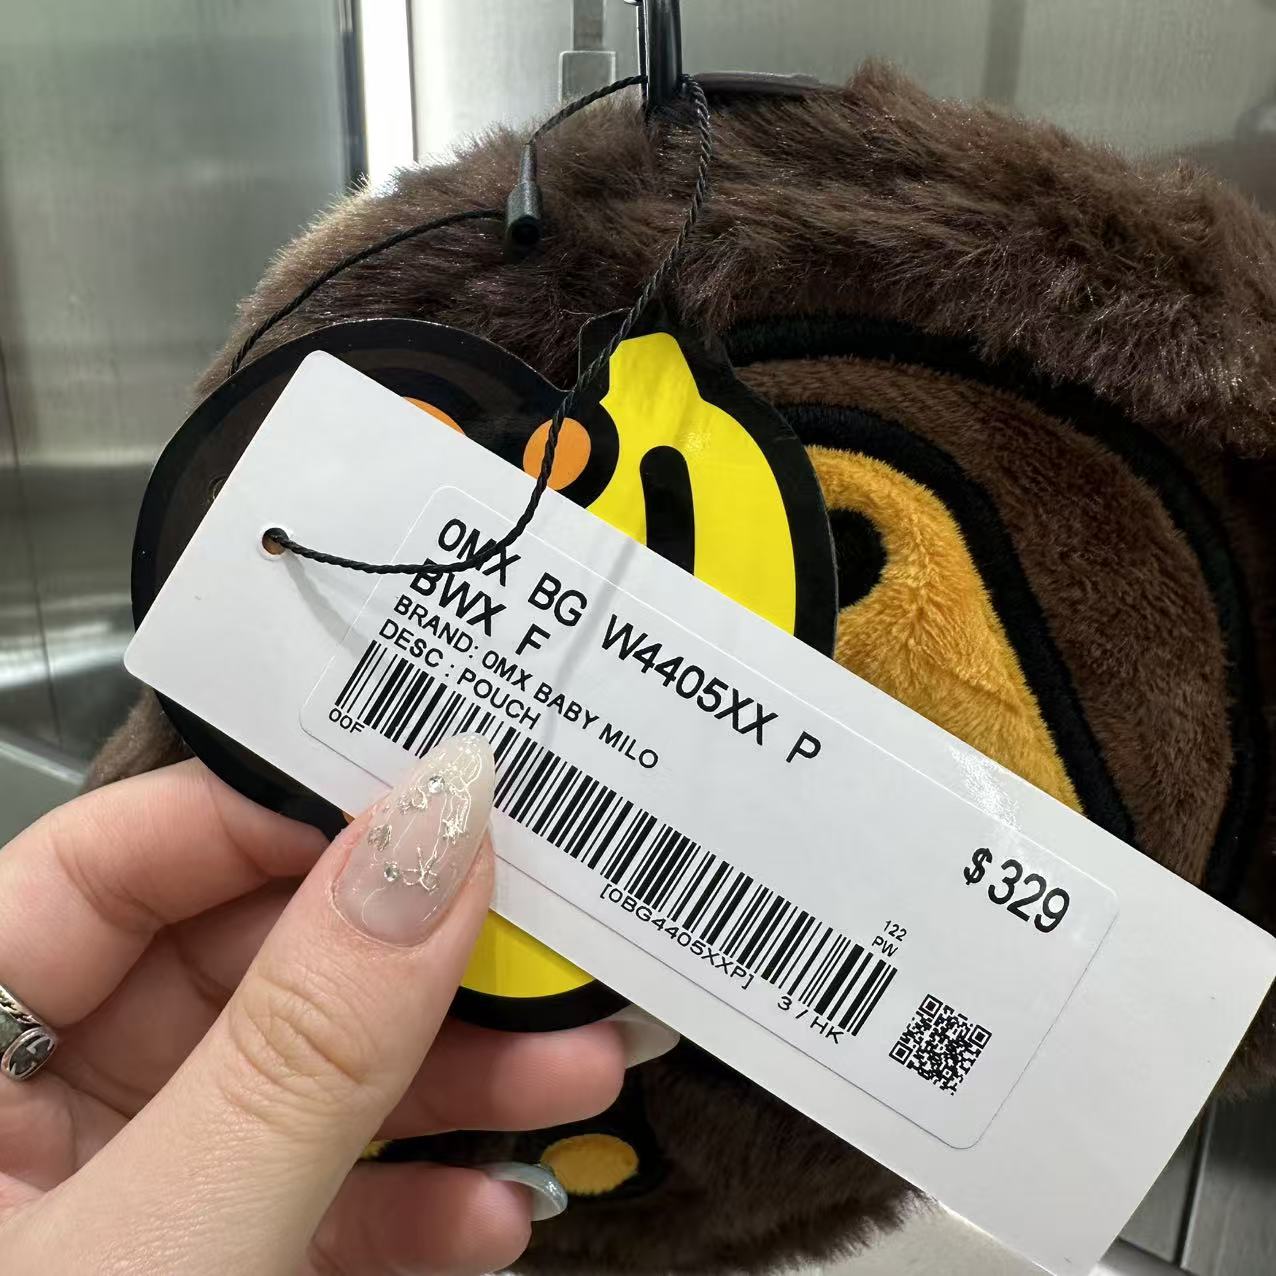 0MX BG W4405XX P
BWX F
BRAND: 0MX BABY MILO
DESC : POUCH
00F
[0BG4405XXP] 3 / HK
122
PW
$329